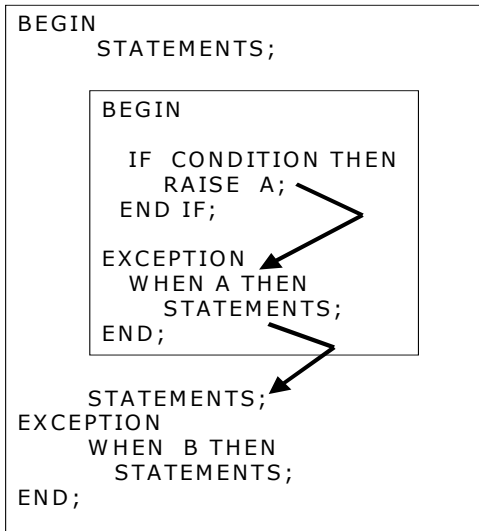 BEGIN
STATEMENTS;
BEGIN
IF CONDITION THEN
RAISE A;
END IF;
EXCEPTION
WHEN A THEN
STATEMENTS;
END;
STATEMENTS;
EXCEPTION
WHEN B THEN
STATEMENTS;
END;